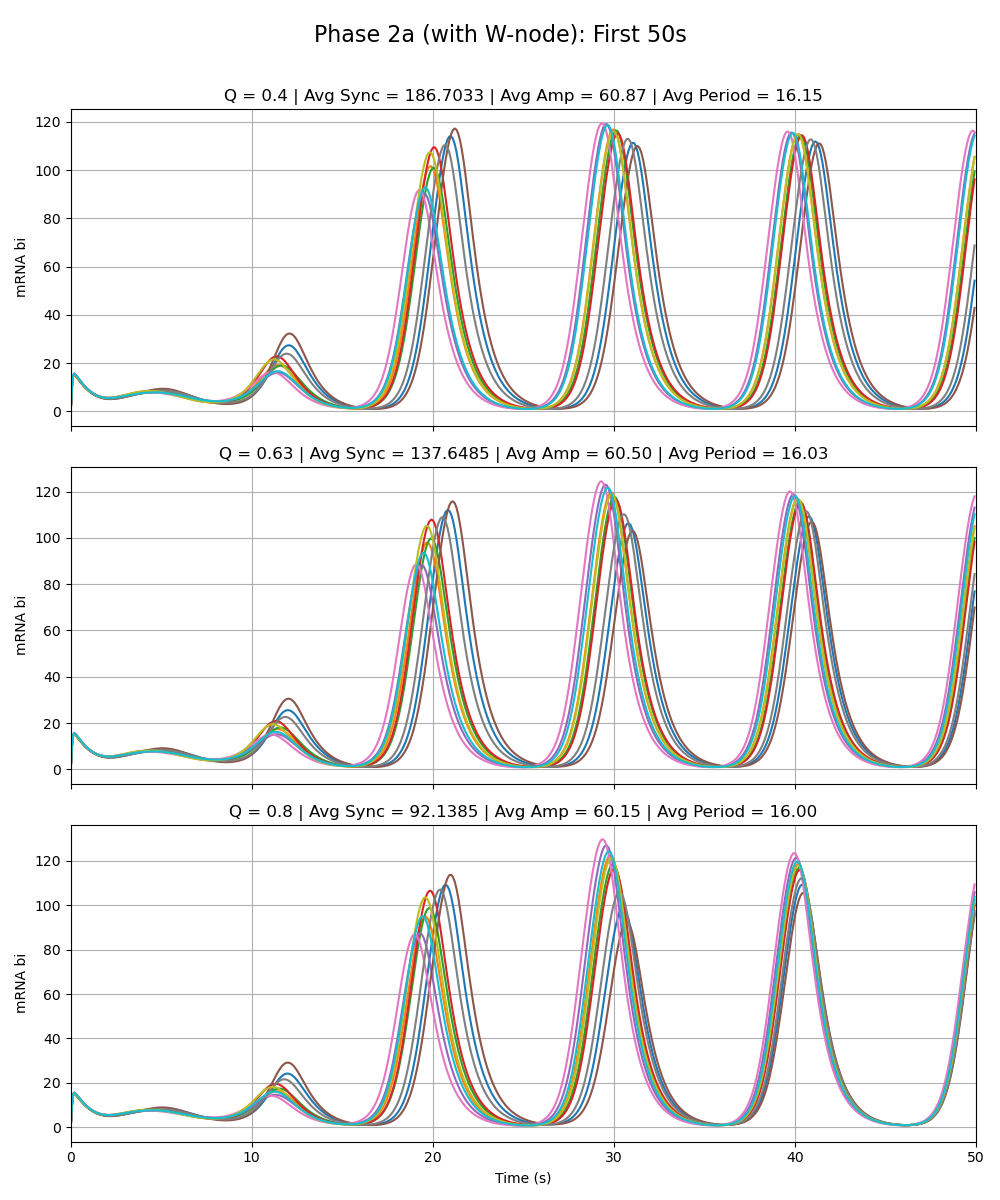 Phase 2a (with W-node): First 50s
Q = 0.4 | Avg Sync = 186.7033 | Avg Amp = 60.87 | Avg Period = 16.15
120
100
80
60
40
20
0
mRNA bi
Q = 0.63 | Avg Sync = 137.6485 | Avg Amp = 60.50 | Avg Period = 16.03
120
100
80
60
40
20
0
mRNA bi
Q = 0.8 | Avg Sync = 92.1385 | Avg Amp = 60.15 | Avg Period = 16.00
120
100
80
60
40
20
0
mRNA bi
0 10 20 30 40 50
Time (s)